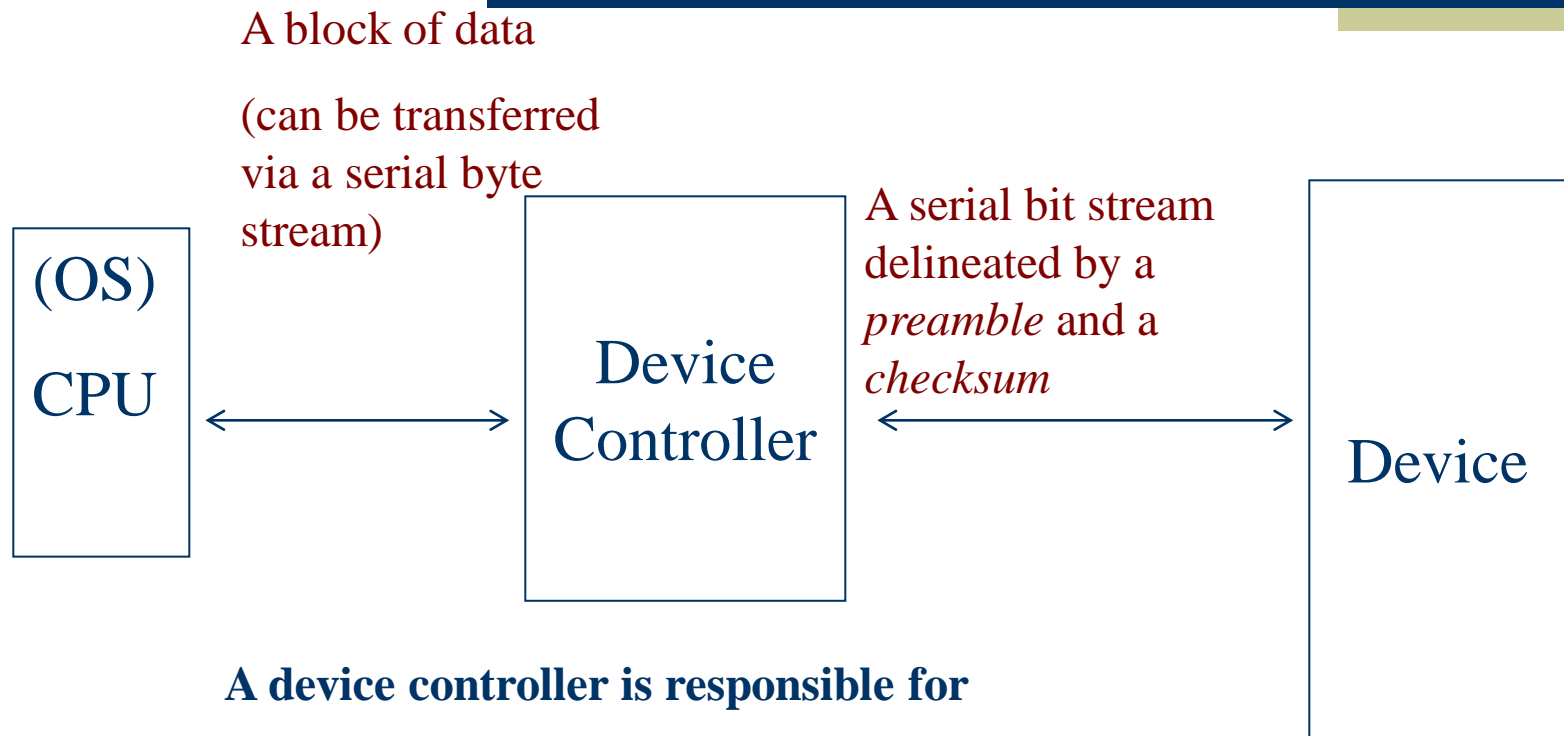 A block of data
(can be transferred
via a serial byte
stream)
(OS)
CPU
Device
Controller
A serial bit stream
delineated by a
preamble and a
checksum
Device
A device controller is responsible for